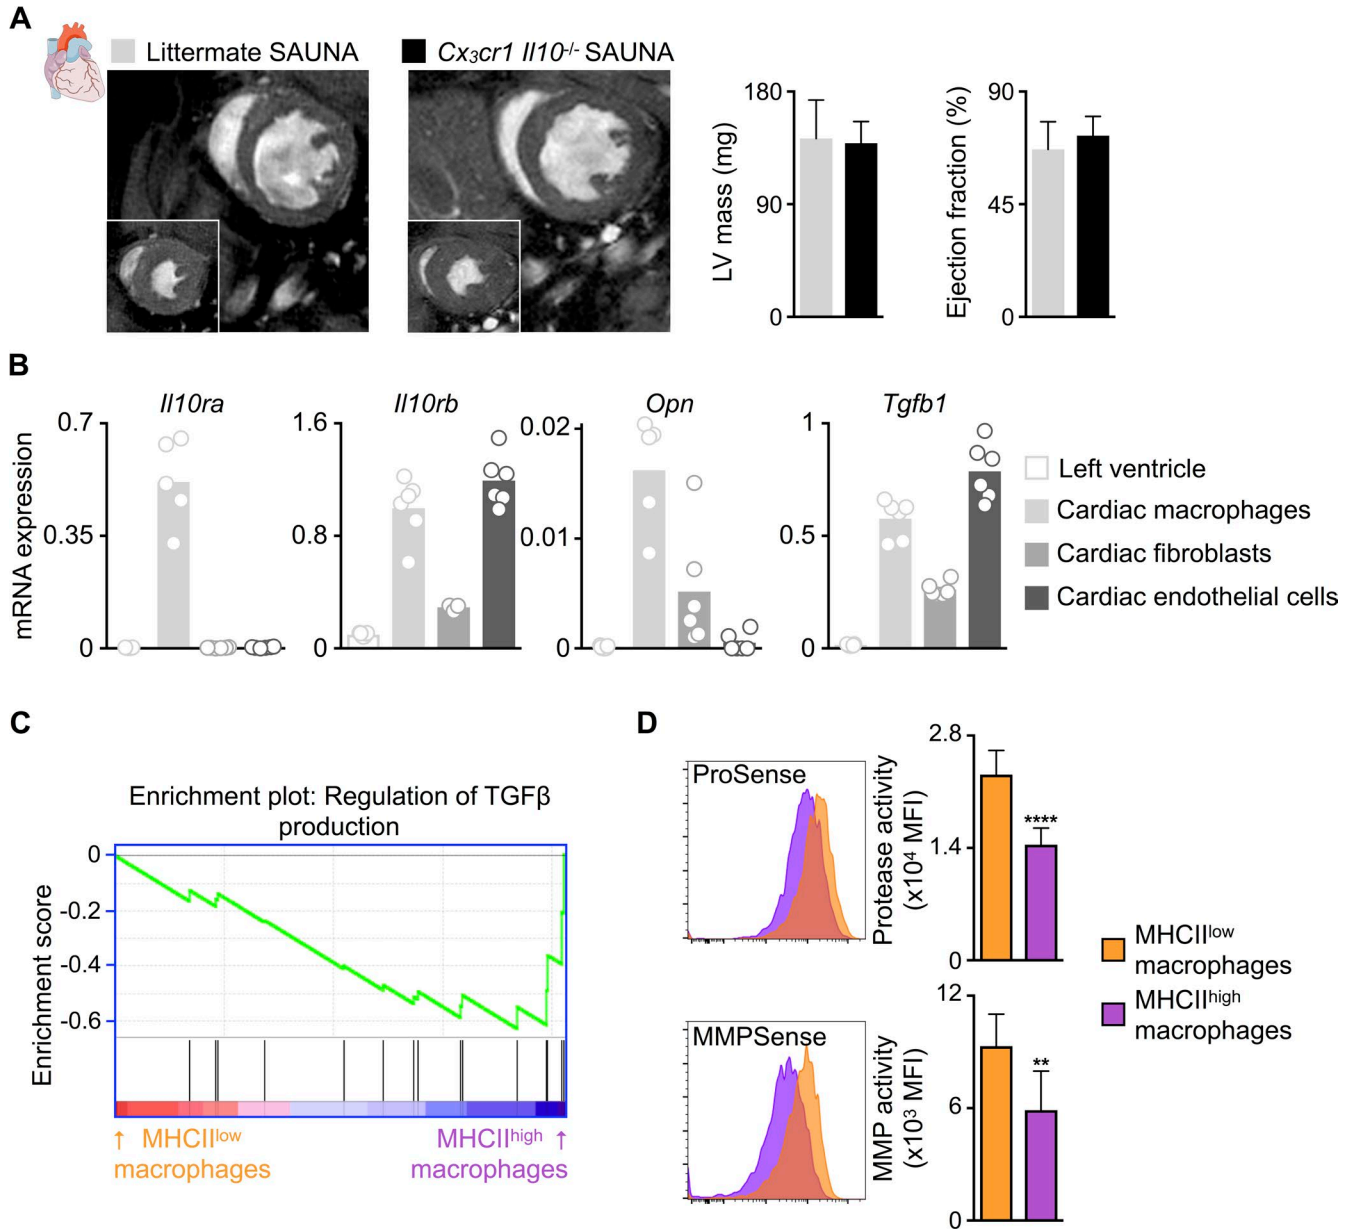 A
Littermate SAUNA
Cx3cr1 Il10-/- SAUNA
LV mass (mg)
180
90
0
Ejection fraction (%)
90
45
0
B
mRNA expression
Il10ra
0.7
0.35
0
Il10rb
1.6
0.8
0
Opn
0.02
0.01
0
Tgfb1
1
0.5
0
Left ventricle
Cardiac macrophages
Cardiac fibroblasts
Cardiac endothelial cells
C
Enrichment plot: Regulation of TGFβ
production
Enrichment score
0
-0.2
-0.4
-0.6
↑ MHCIIlow
macrophages
MHCIIhigh ↑
macrophages
D
ProSense
Protease activity
(x10⁴ MFI)
2.8
1.4
0
****
MMPSense
MMP activity
(x10³ MFI)
12
6
0
**
MHCIIlow
macrophages
MHCIIhigh
macrophages